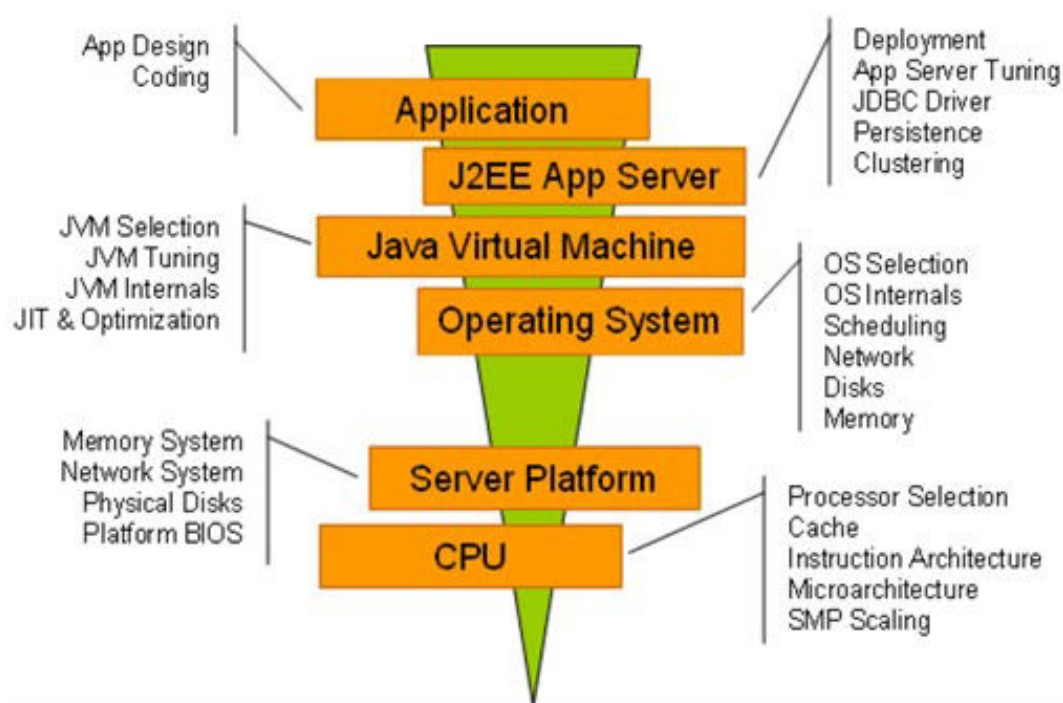 App Design
Coding
Application
Deployment
App Server Tuning
JDBC Driver
Persistence
Clustering
J2EE App Server
JVM Selection
JVM Tuning
JVM Internals
JIT & Optimization
Java Virtual Machine
Operating System
OS Selection
OS Internals
Scheduling
Network
Disks
Memory
Memory System
Network System
Physical Disks
Platform BIOS
Server Platform
CPU
Processor Selection
Cache
Instruction Architecture
Microarchitecture
SMP Scaling